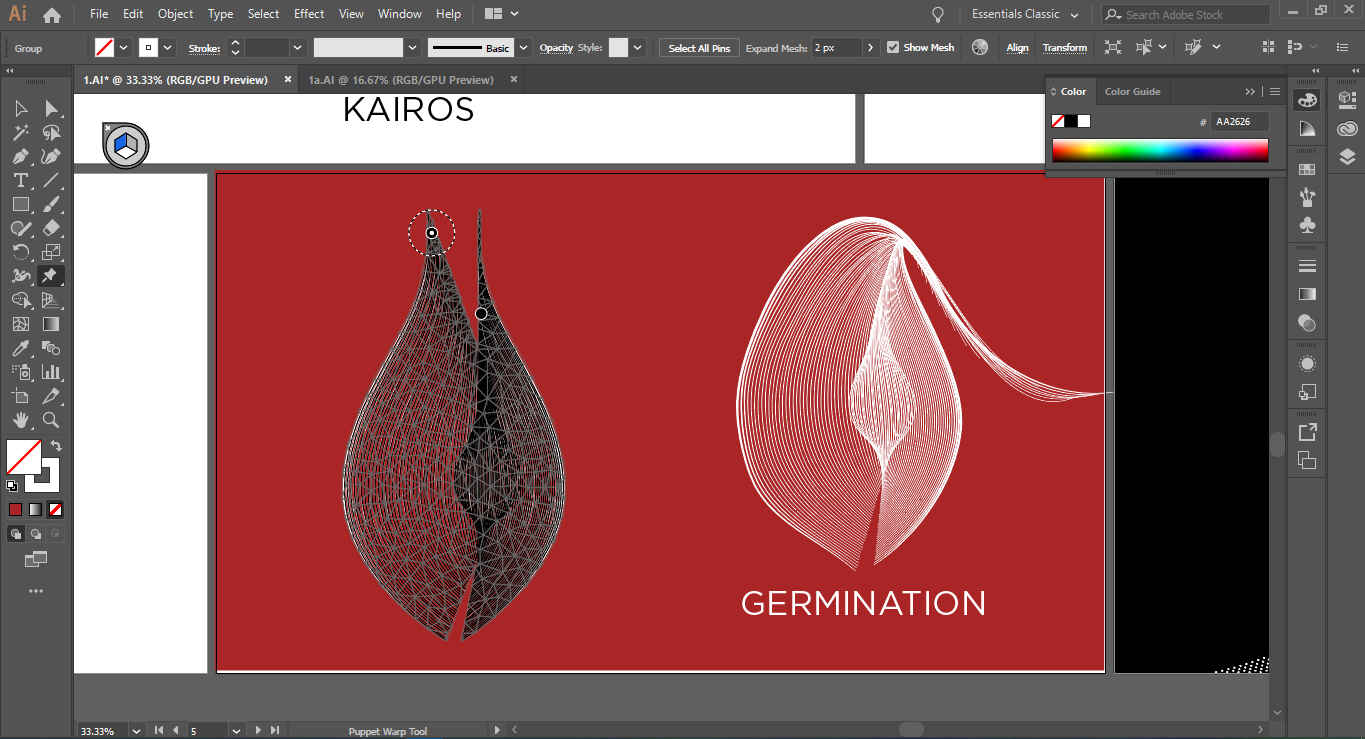 Ai File Edit Object Type Select Effect View Window Help Essentials Classic Search Adobe Stock
Group Stroke: Basic Opacity Style: Select All Pins Expand Mesh: 2 px Show Mesh Align Transform
1.AI* @ 33.33% (RGB/GPU Preview) 1a.AI @ 16.67% (RGB/GPU Preview)
Color Color Guide
# AA2626
KAIROS
T
GERMINATION
33.33% 5 Puppet Warp Tool